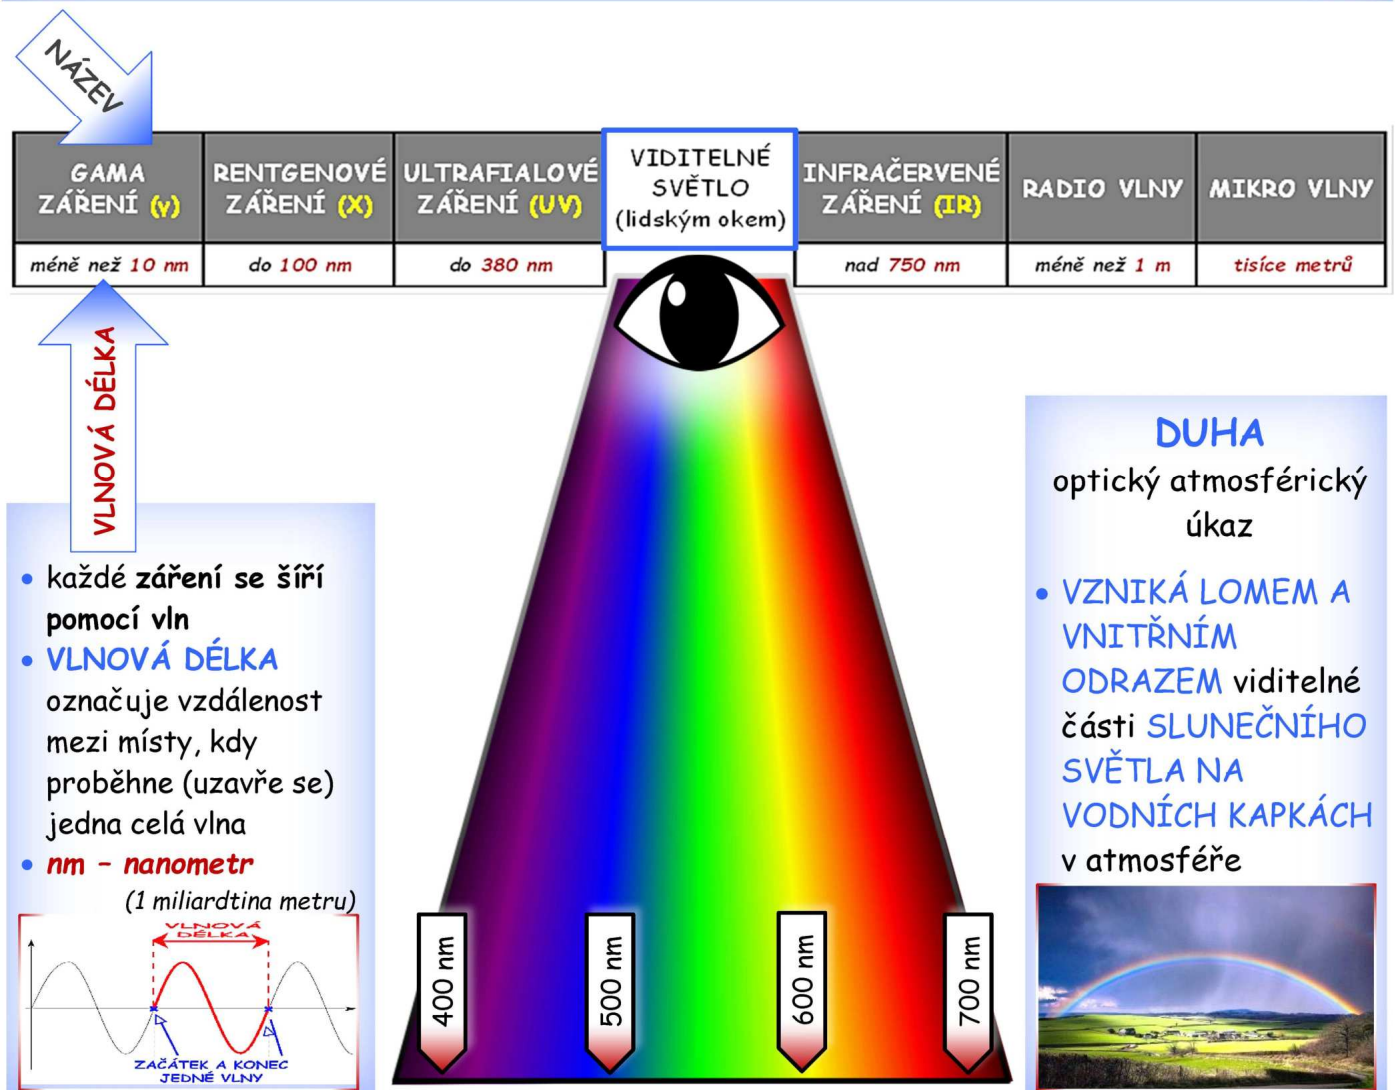 NÁZEV
GAMA
ZÁŘENÍ (γ)
RENTGENOVÉ
ZÁŘENÍ (X)
ULTRAFIALOVÉ
ZÁŘENÍ (UV)
VIDITELNÉ
SVĚTLO
(lidským okem)
INFRAČERVENÉ
ZÁŘENÍ (IR)
RADIO VLNY
MIKRO VLNY
méně než 10 nm
do 100 nm
do 380 nm
nad 750 nm
méně než 1 m
tisíce metrů
VLNOVÁ DÉLKA
• každé záření se šíří
pomocí vln
• VLNOVÁ DÉLKA
označuje vzdálenost
mezi místy, kdy
proběhne (uzavře se)
jedna celá vlna
• nm – nanometr
(1 miliardtina metru)
VLNOVÁ
DÉLKA
ZAČÁTEK A KONEC
JEDNÉ VLNY
400 nm
500 nm
600 nm
700 nm
DUHA
optický atmosférický
úkaz
• VZNIKÁ LOMEM A
VNITŘNÍM
ODRAZEM viditelné
části SLUNEČNÍHO
SVĚTLA NA
VODNÍCH KAPKÁCH
v atmosféře